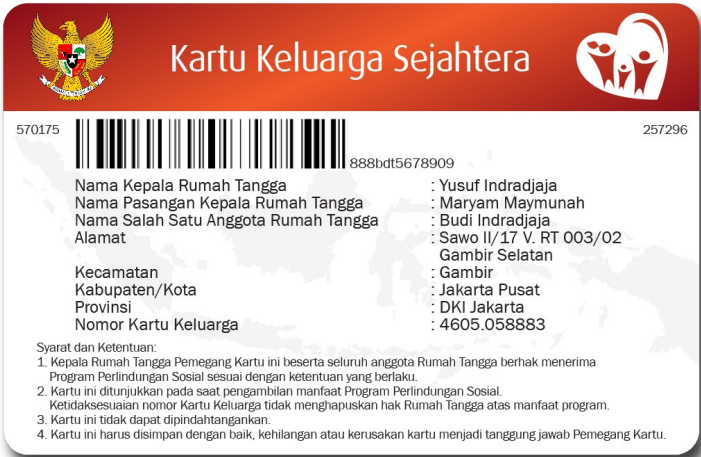 Kartu Keluarga Sejahtera
570175
257296
888bdt5678909
Nama Kepala Rumah Tangga : Yusuf Indradjaja
Nama Pasangan Kepala Rumah Tangga : Maryam Maymunah
Nama Salah Satu Anggota Rumah Tangga : Budi Indradjaja
Alamat : Sawo II/17 V. RT 003/02
Gambir Selatan
Kecamatan : Gambir
Kabupaten/Kota : Jakarta Pusat
Provinsi : DKI Jakarta
Nomor Kartu Keluarga : 4605.058883
Syarat dan Ketentuan:
1. Kepala Rumah Tangga Pemegang Kartu ini beserta seluruh anggota Rumah Tangga berhak menerima
Program Perlindungan Sosial sesuai dengan ketentuan yang berlaku.
2. Kartu ini ditunjukkan pada saat pengambilan manfaat Program Perlindungan Sosial.
Ketidaksesuaian nomor Kartu Keluarga tidak menghapuskan hak Rumah Tangga atas manfaat program.
3. Kartu ini tidak dapat dipindahtangankan.
4. Kartu ini harus disimpan dengan baik, kehilangan atau kerusakan kartu menjadi tanggung jawab Pemegang Kartu.